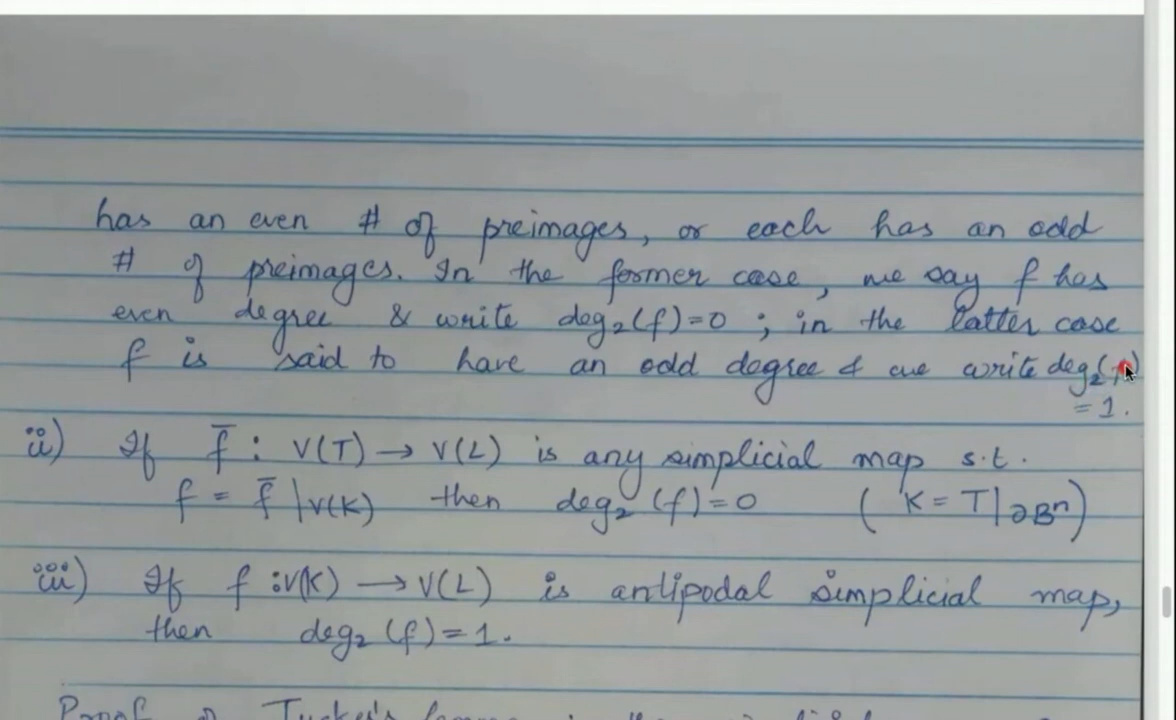 has an even # of preimages, or each has an odd
# of preimages. In the former case, we say f has
even degree & write deg₂(f)=0 ; in the latter case
f is said to have an odd degree & we write deg₂(f)
= 1.
ii) If f̄ : V(T) → V(L) is any simplicial map s.t.
f = f̄ |V(K) then deg₂(f)=0 ( K = T|∂Bⁿ)
iii) If f :V(K) → V(L) is antipodal simplicial map,
then deg₂(f)=1.
Proof of Tucker's